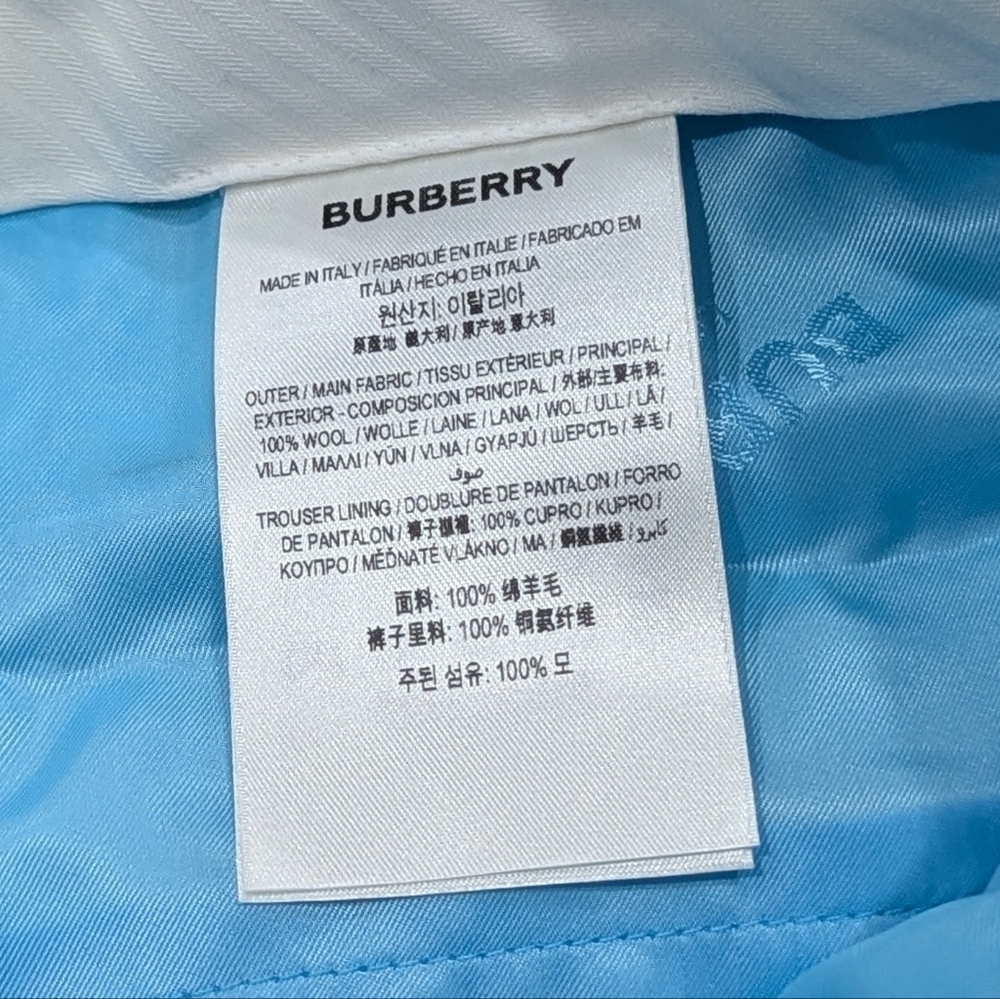 BURBERRY
MADE IN ITALY / FABRIQUÉ EN ITALIE / FABRICADO EM
ITÁLIA / HECHO EN ITALIA
원산지: 이탈리아
原產地 義大利 / 原产地 意大利
OUTER / MAIN FABRIC / TISSU EXTÉRIEUR / PRINCIPAL /
EXTERIOR - COMPOSICION PRINCIPAL / 外部/主要布料:
100% WOOL / WOLLE / LAINE / LANA / WOL / ULL / LÃ /
VILLA / ΜΑΛΛΙ / YÜN / VLNA / GYAPJÚ / ШЕРСТЬ / 羊毛 /
صوف
TROUSER LINING / DOUBLURE DE PANTALON / FORRO
DE PANTALON / 褲子襯裡: 100% CUPRO / KUPRO /
ΚΟΥΠΡΟ / MĚĎNATÉ VLÁKNO / MA / 銅氨纖維 / كابرو
面料: 100% 绵羊毛
裤子里料: 100% 铜氨纤维
주된 섬유: 100% 모